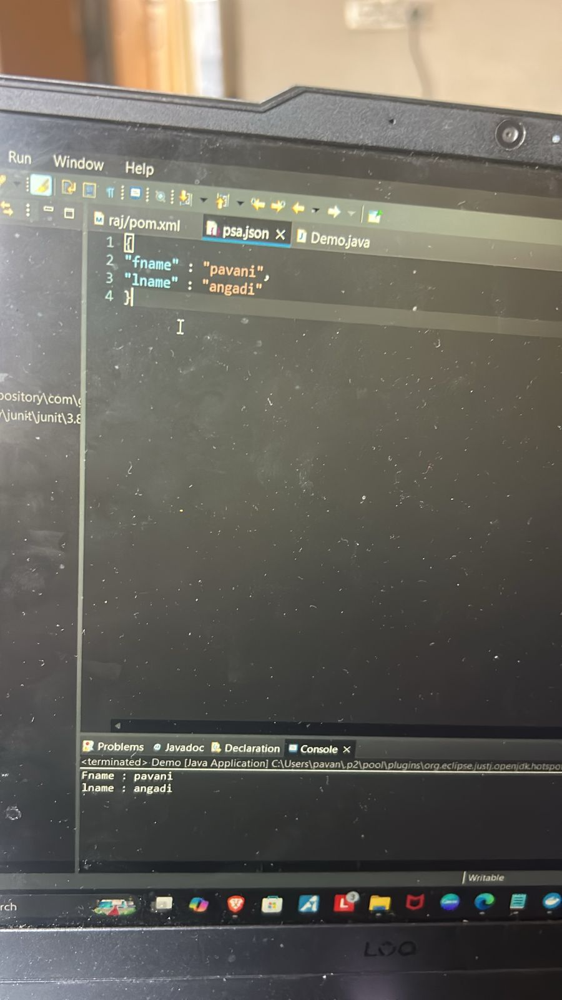 Run Window Help
raj/pom.xml psa.json Demo.java
1 {
2 "fname" : "pavani",
3 "lname" : "angadi"
4 }
pository\com\g
\junit\junit\3.8
Problems Javadoc Declaration Console
<terminated> Demo [Java Application] C:\Users\pavan\.p2\pool\plugins\org.eclipse.justj.openjdk.hotspo
Fname : pavani
lname : angadi
Writable
rch
3
LOQ